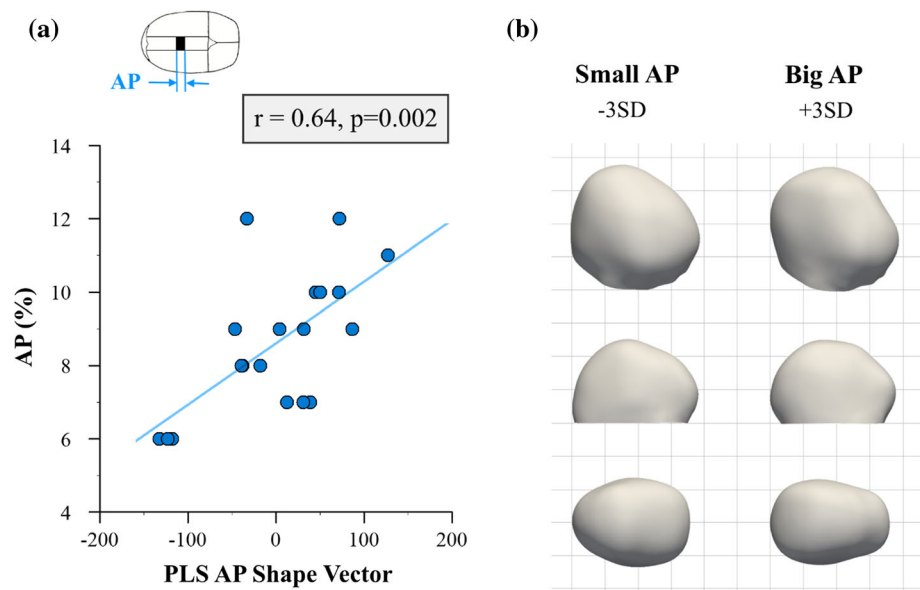 (a)
AP
r = 0.64, p=0.002
14
12
10
8
6
4
AP (%)
-200
-100
0
100
200
PLS AP Shape Vector
(b)
Small AP
Big AP
-3SD
+3SD